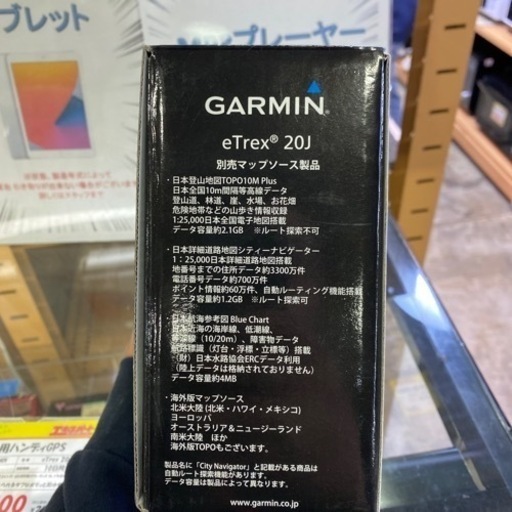 ブレット
ンプレーヤー
GARMIN
eTrex® 20J
別売マップソース製品
・日本登山地図TOPO10M Plus
日本全国10m間隔等高線データ
登山道、林道、崖、水場、お花畑
危険地帯などの山歩き情報収録
1:25,000日本全国電子地図搭載
データ容量約2.1GB ※ルート探索不可
・日本詳細道路地図シティーナビゲーター
1：25,000日本詳細道路地図搭載
地番号までの住所データ約3300万件
電話番号データ約700万件
ポイント情報約60万件、自動ルーティング機能搭載
データ容量約1.2GB ※ルート探索可
・日本航海参考図 Blue Chart
日本近海の海岸線、低潮線、
等深線（10/20m）、障害物データ
航路標識（灯台・浮標・立標等）搭載
（財）日本水路協会ERCデータ利用
（陸上データは格納されておりません）
データ容量約4MB
・海外版マップソース
北米大陸 (北米・ハワイ・メキシコ)
ヨーロッパ
オーストラリア＆ニュージーランド
南米大陸 ほか
海外版TOPOもございます。
製品名に「City Navigator」と記載がある商品は
自動ルート探索が可能です。
データ容量は製品によって異なります。
www.garmin.co.jp
用ハンディGPS
eTrex 20
00